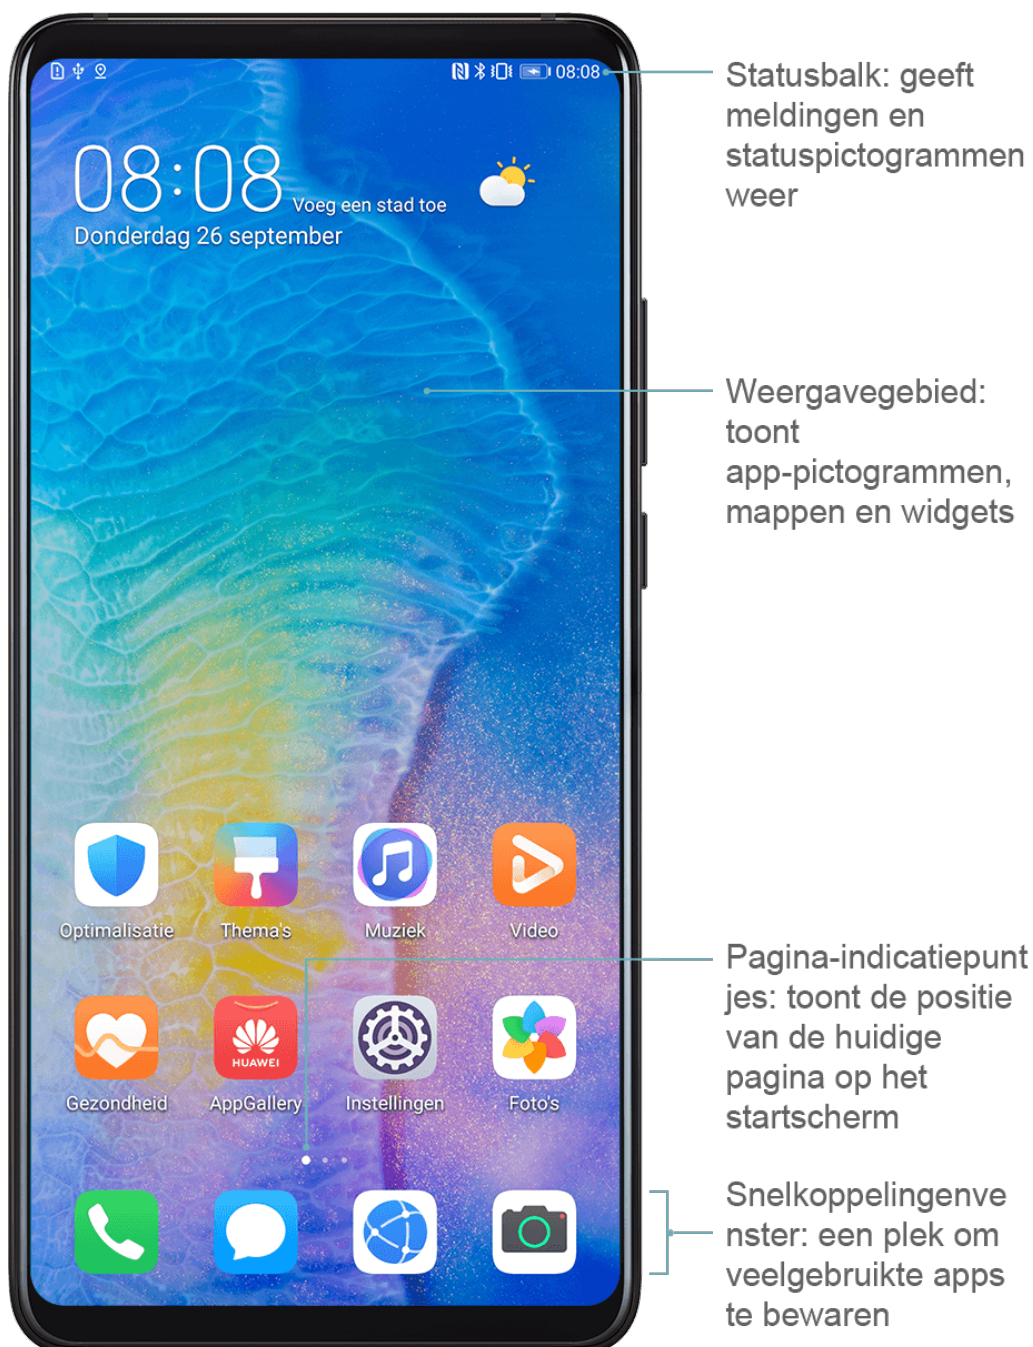 08:08
Statusbalk: geeft
meldingen en
statuspictogrammen
weer
08:08 Voeg een stad toe
Donderdag 26 september
Weergavegebied:
toont
app-pictogrammen,
mappen en widgets
Optimalisatie Thema's Muziek Video
Pagina-indicatiepunt
jes: toont de positie
van de huidige
pagina op het
startscherm
HUAWEI
Gezondheid AppGallery Instellingen Foto's
Snelkoppelingenve
nster: een plek om
veelgebruikte apps
te bewaren